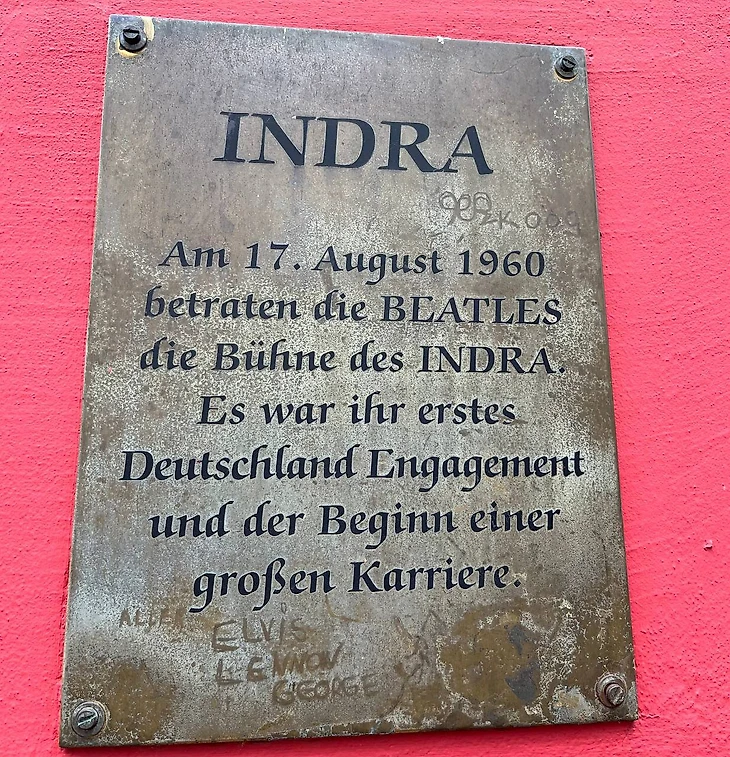 INDRA
Am 17. August 1960
betraten die BEATLES
die Bühne des INDRA.
Es war ihr erstes
Deutschland Engagement
und der Beginn einer
großen Karriere.
ELVIS
LENNON
GEORGE